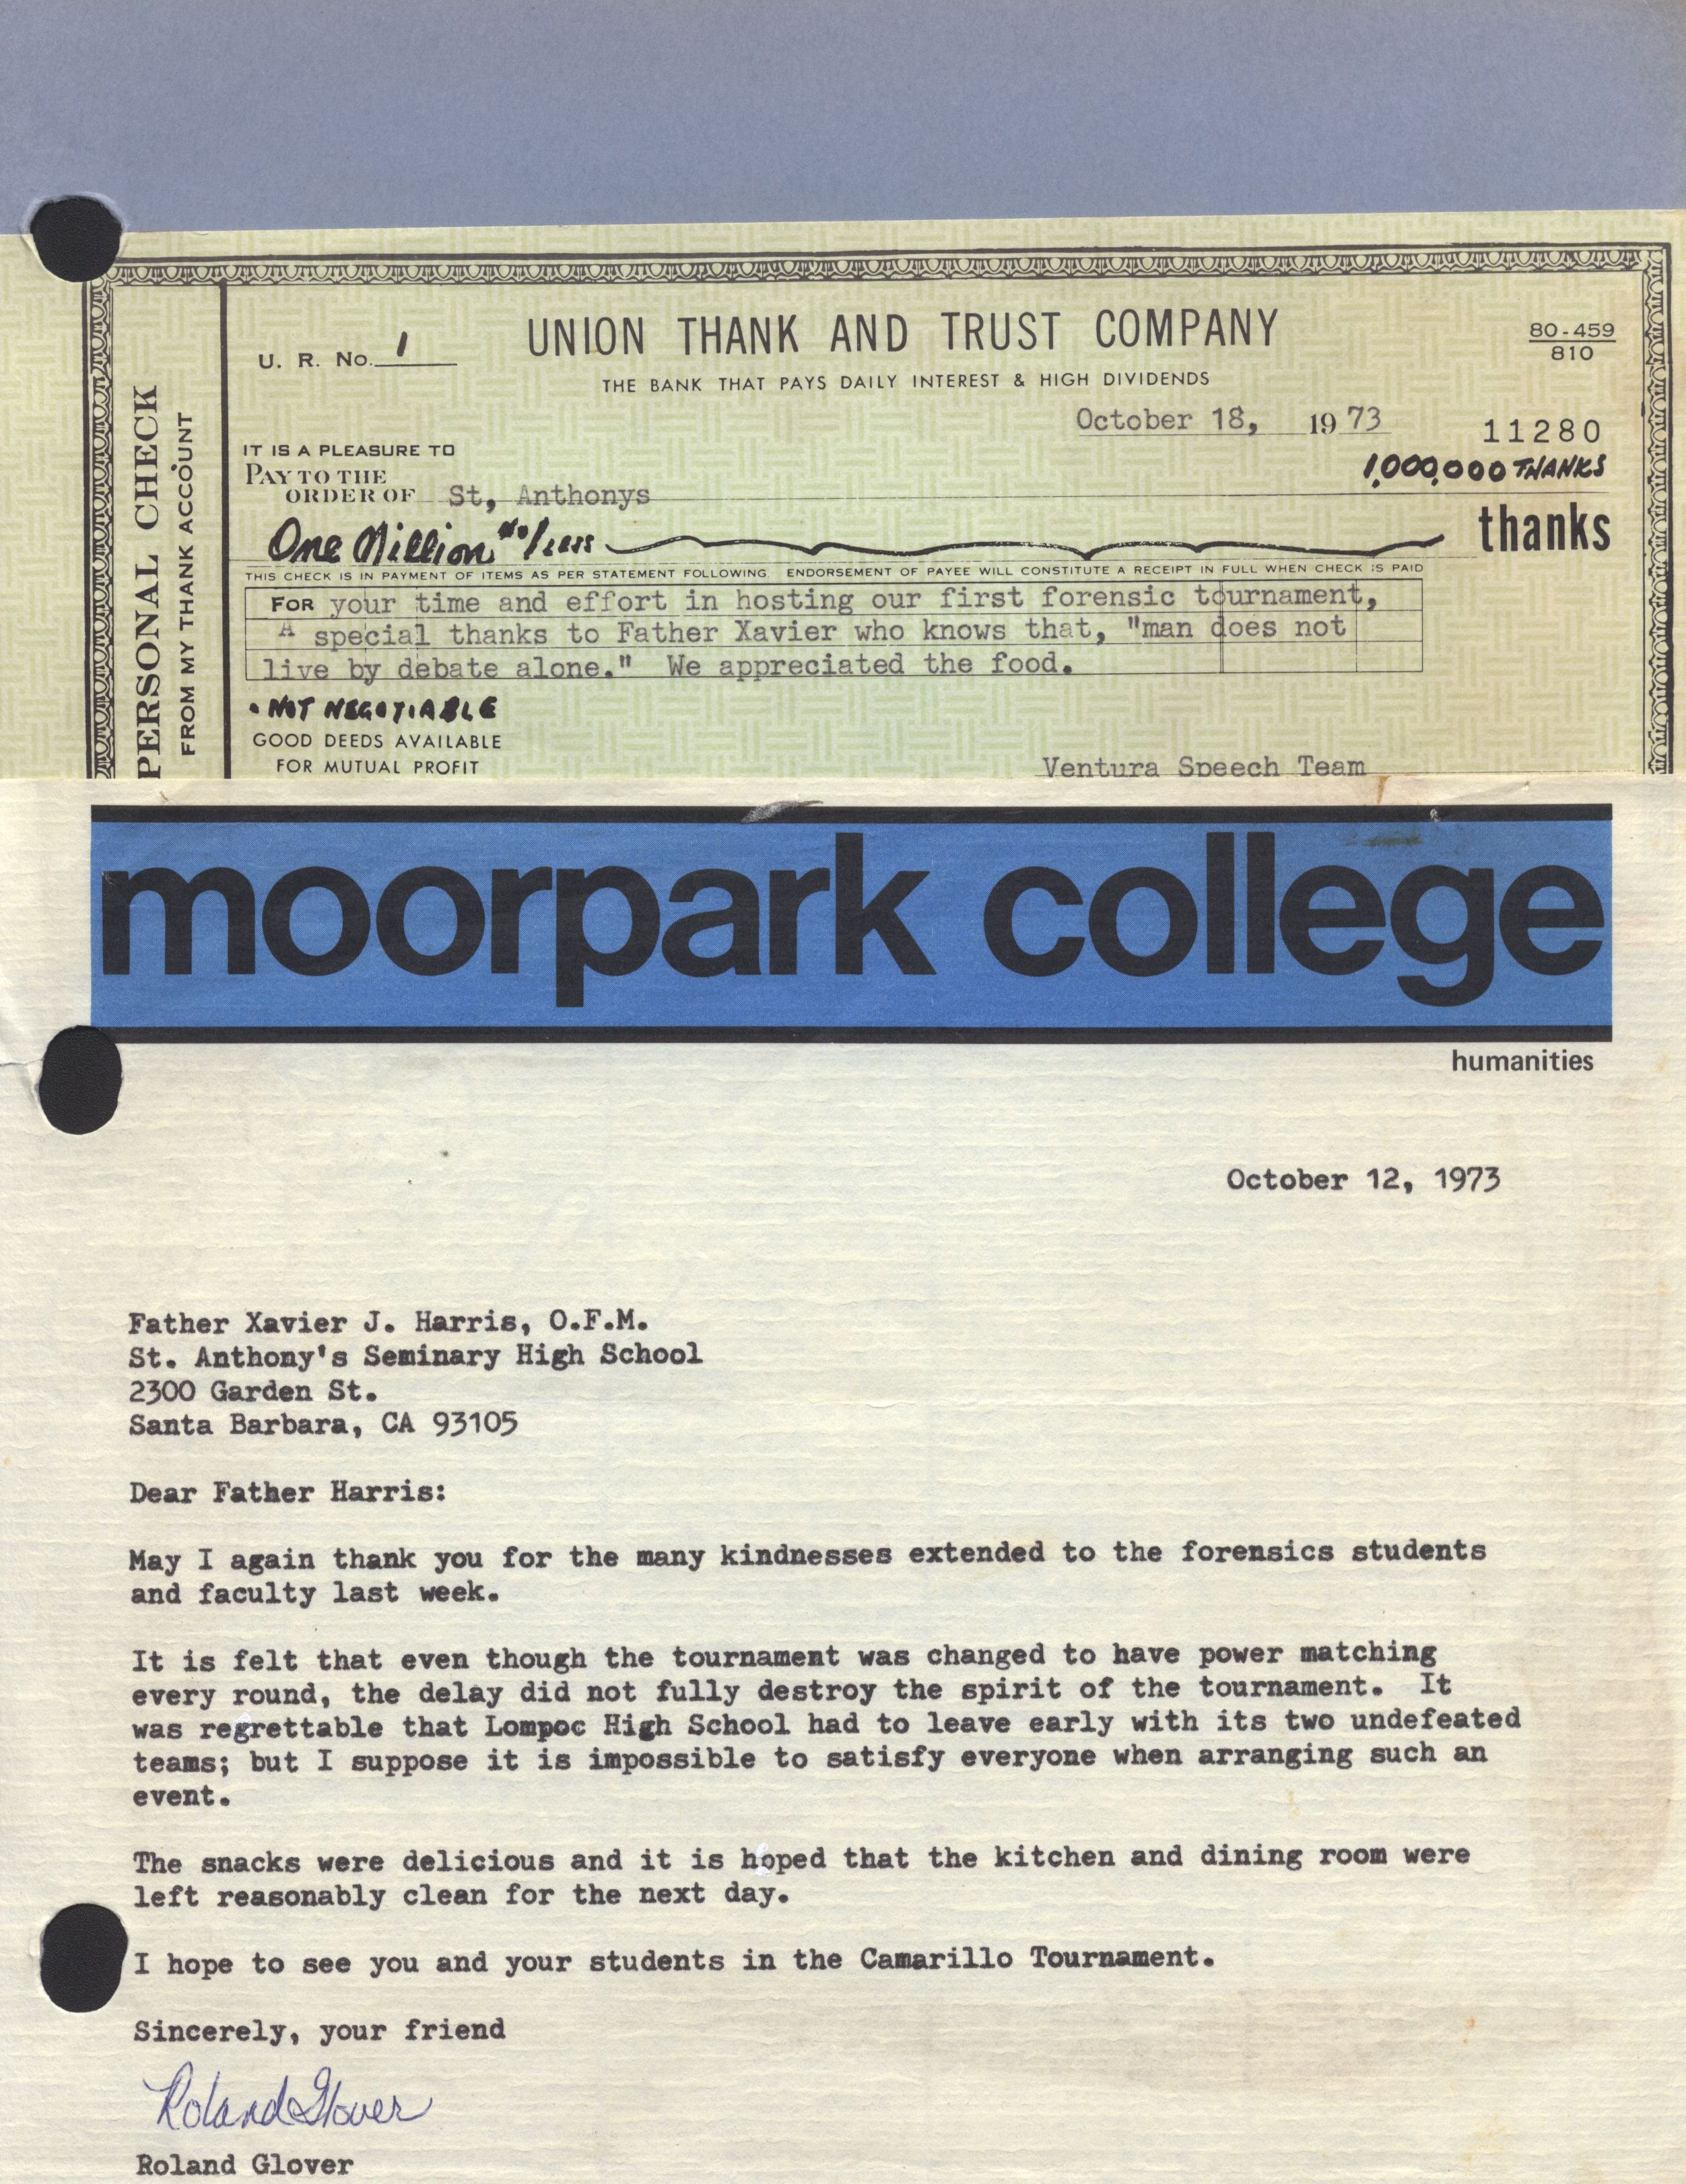 PERSONAL CHECK
FROM MY THANK ACCOUNT
U. R. No. 1
UNION THANK AND TRUST COMPANY
80-459
810
THE BANK THAT PAYS DAILY INTEREST & HIGH DIVIDENDS
October 18, 1973
11280
IT IS A PLEASURE TO
PAY TO THE
ORDER OF St, Anthonys
1,000,000 THANKS
One Million
thanks
THIS CHECK IS IN PAYMENT OF ITEMS AS PER STATEMENT FOLLOWING. ENDORSEMENT OF PAYEE WILL CONSTITUTE A RECEIPT IN FULL WHEN CHECK IS PAID
FOR your time and effort in hosting our first forensic tournament,
A special thanks to Father Xavier who knows that, "man does not
live by debate alone." We appreciated the food.
• NOT NEGOTIABLE
GOOD DEEDS AVAILABLE
FOR MUTUAL PROFIT
Ventura Speech Team
moorpark college
humanities
October 12, 1973
Father Xavier J. Harris, O.F.M.
St. Anthony's Seminary High School
2300 Garden St.
Santa Barbara, CA 93105
Dear Father Harris:
May I again thank you for the many kindnesses extended to the forensics students
and faculty last week.
It is felt that even though the tournament was changed to have power matching
every round, the delay did not fully destroy the spirit of the tournament. It
was regrettable that Lompoc High School had to leave early with its two undefeated
teams; but I suppose it is impossible to satisfy everyone when arranging such an
event.
The snacks were delicious and it is hoped that the kitchen and dining room were
left reasonably clean for the next day.
I hope to see you and your students in the Camarillo Tournament.
Sincerely, your friend
Roland Glover
Roland Glover